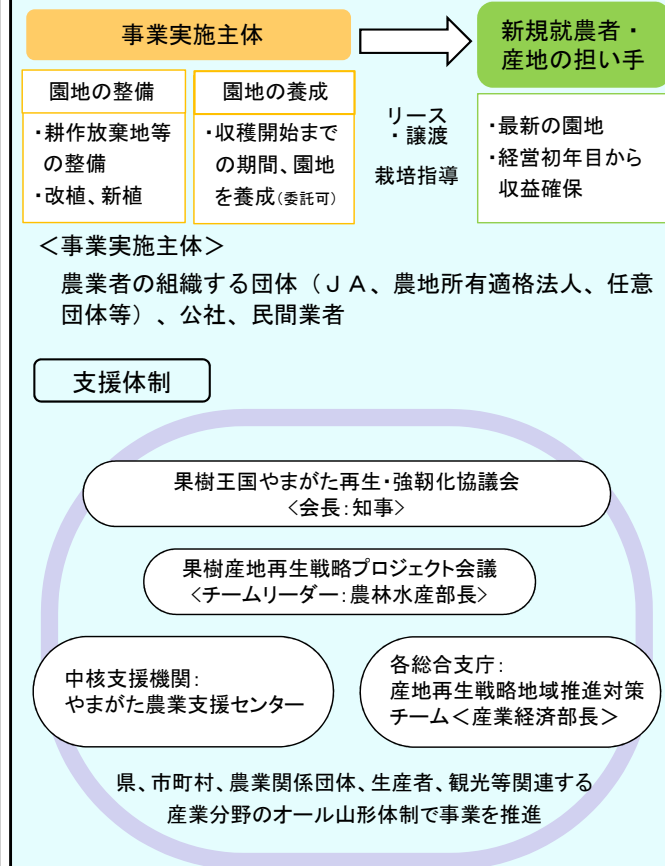 事業実施主体
新規就農者・
産地の担い手
園地の整備
・耕作放棄地等
の整備
・改植、新植
園地の養成
・収穫開始まで
の期間、園地
を養成(委託可)
リース
・譲渡
栽培指導
・最新の園地
・経営初年目から
収益確保
＜事業実施主体＞
農業者の組織する団体（ＪＡ、農地所有適格法人、任意
団体等）、公社、民間業者
支援体制
果樹王国やまがた再生・強靭化協議会
<会長：知事>
果樹産地再生戦略プロジェクト会議
<チームリーダー：農林水産部長>
中核支援機関：
やまがた農業支援センター
各総合支庁：
産地再生戦略地域推進対策
チーム＜産業経済部長＞
県、市町村、農業関係団体、生産者、観光等関連する
産業分野のオール山形体制で事業を推進